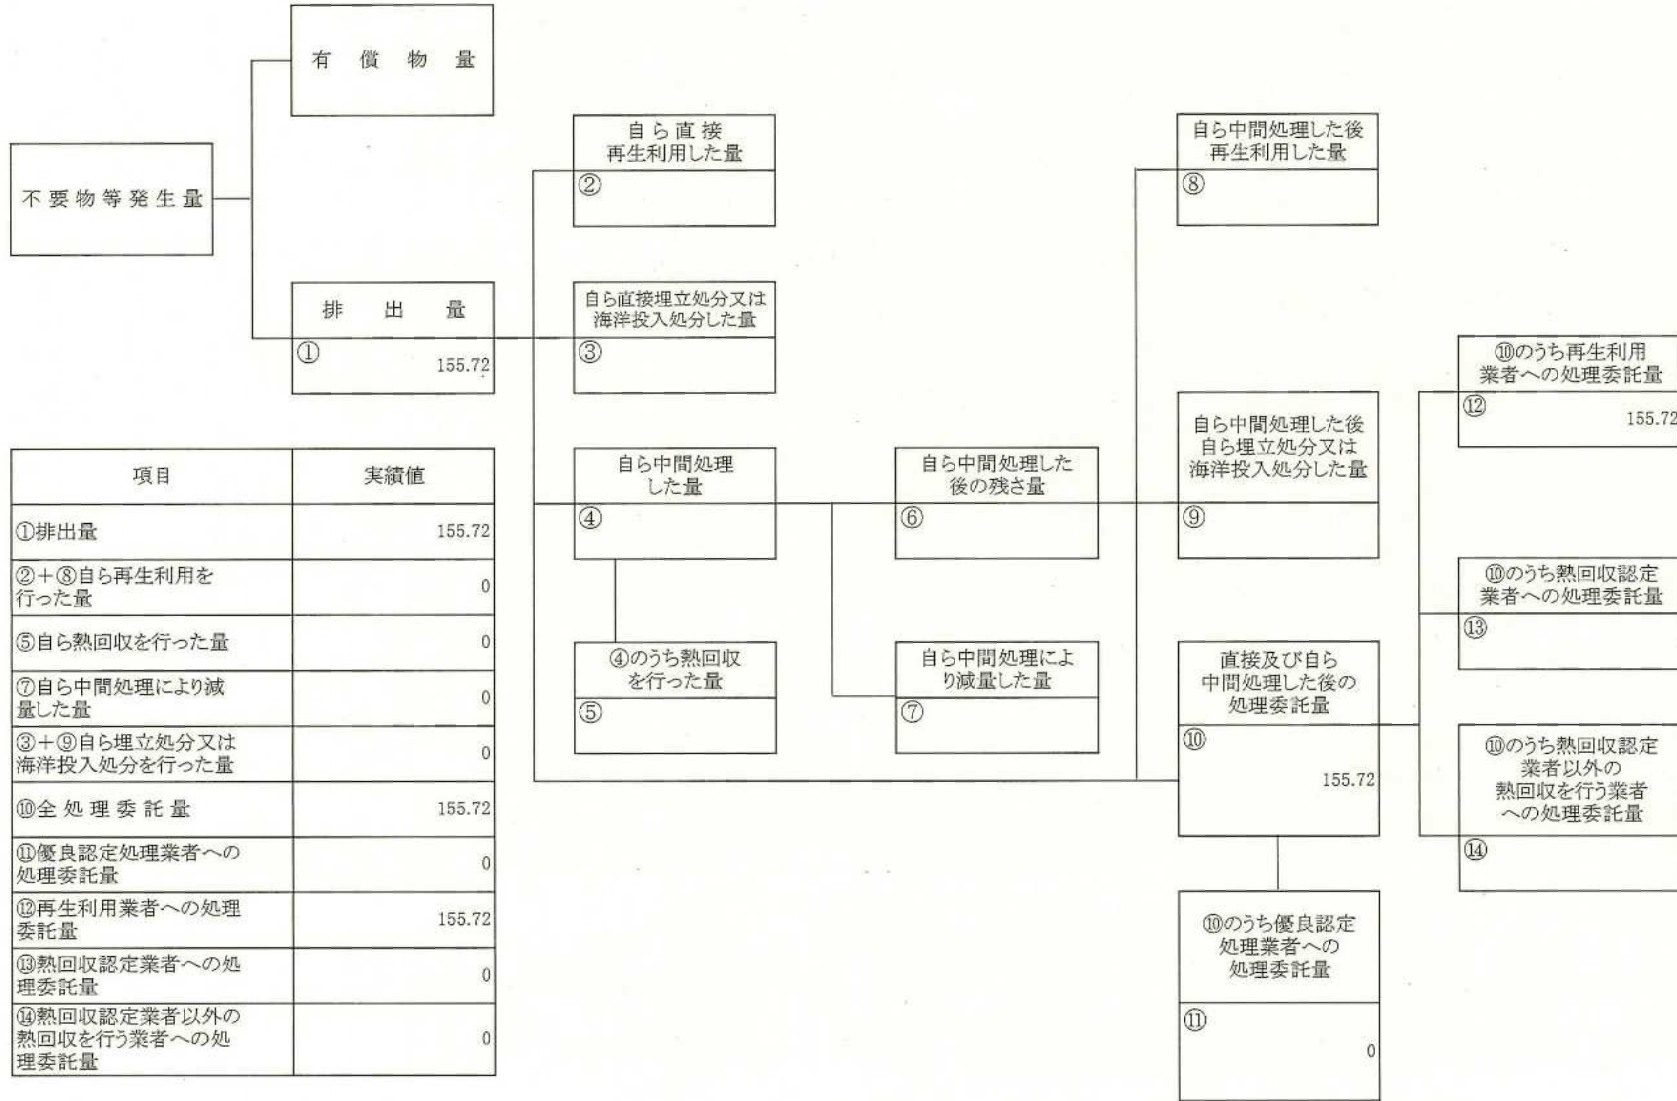 有償物量
不要物等発生量
排出量
①
155.72
自ら直接
再生利用した量
②
自ら直接埋立処分又は
海洋投入処分した量
③
自ら中間処理
した量
④
④のうち熱回収
を行った量
⑤
自ら中間処理した
後の残さ量
⑥
自ら中間処理によ
り減量した量
⑦
自ら中間処理した後
再生利用した量
⑧
自ら中間処理した後
自ら埋立処分又は
海洋投入処分した量
⑨
直接及び自ら
中間処理した後の
処理委託量
⑩
155.72
⑩のうち優良認定
処理業者への
処理委託量
⑪
0
⑩のうち再生利用
業者への処理委託量
⑫
155.72
⑩のうち熱回収認定
業者への処理委託量
⑬
⑩のうち熱回収認定
業者以外の
熱回収を行う業者
への処理委託量
⑭
項目 実績値
①排出量 155.72
②+⑧自ら再生利用を
行った量 0
⑤自ら熱回収を行った量 0
⑦自ら中間処理により減
量した量 0
③+⑨自ら埋立処分又は
海洋投入処分を行った量 0
⑩全処理委託量 155.72
⑪優良認定処理業者への
処理委託量 0
⑫再生利用業者への処理
委託量 155.72
⑬熱回収認定業者への処
理委託量 0
⑭熱回収認定業者以外の
熱回収を行う業者への処
理委託量 0